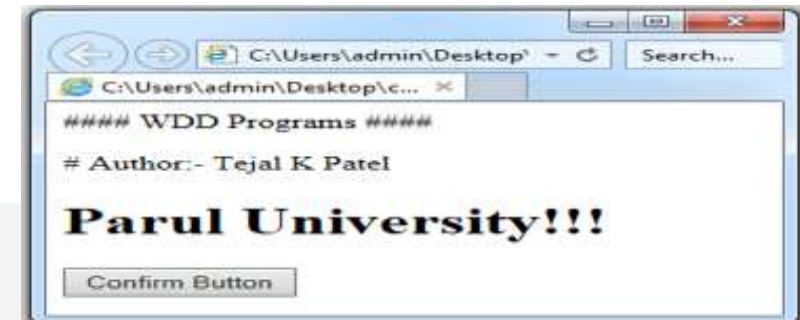 C:\Users\admin\Desktop' Search...
C:\Users\admin\Desktop\c...
#### WDD Programs ####
# Author:- Tejal K Patel
Parul University!!!
Confirm Button